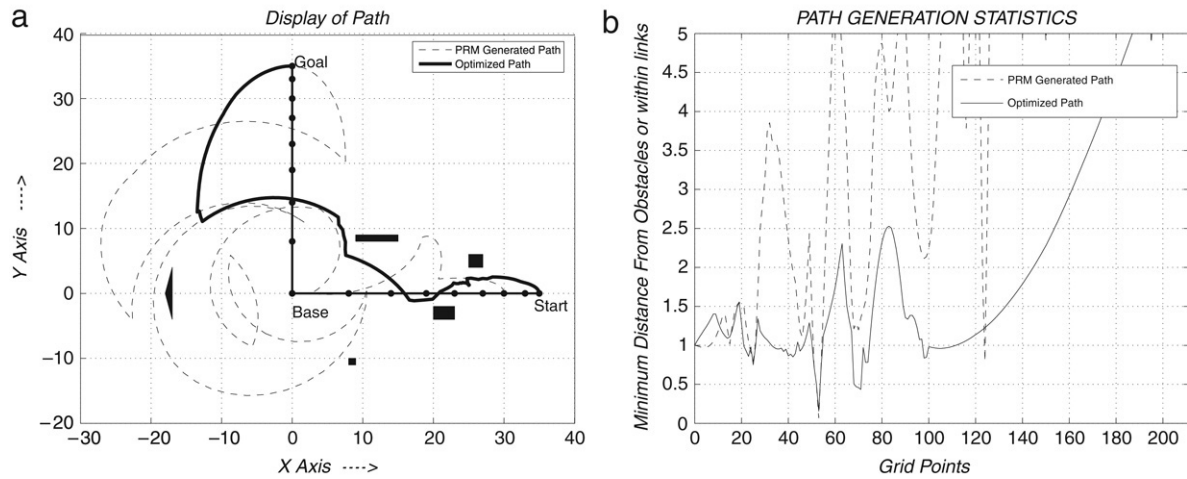 a
Display of Path
PRM Generated Path
Optimized Path
Goal
Base
Start
40
35
30
20
10
0
−10
−20
Y Axis ---->
−30
−20
−10
0
10
20
30
40
X Axis ---->
b
PATH GENERATION STATISTICS
PRM Generated Path
Optimized Path
Minimum Distance From Obstacles or within links
5
4.5
4
3.5
3
2.5
2
1.5
1
0.5
0
0
20
40
60
80
100
120
140
160
180
200
Grid Points